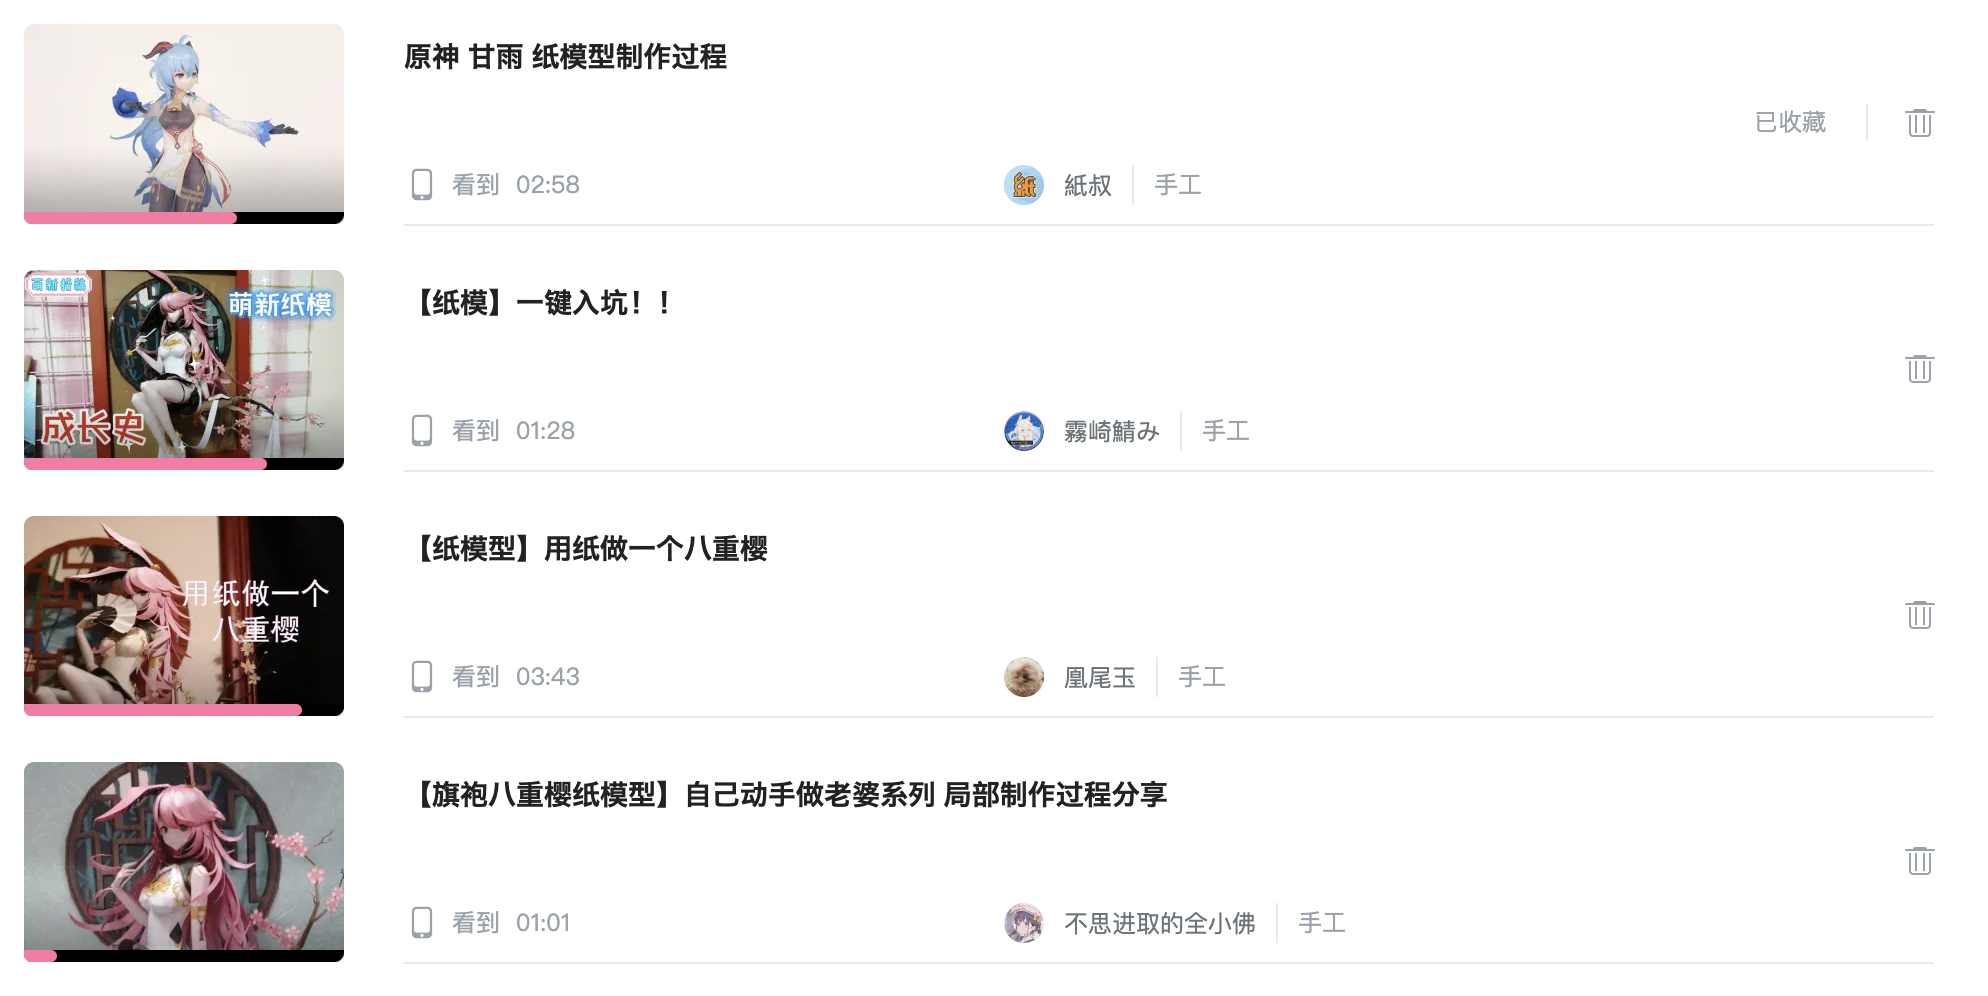 原神 甘雨 纸模型制作过程
已收藏
看到 02:58
紙
紙叔
手工
萌新投稿
萌新纸模
成长史
【纸模】一键入坑！！
看到 01:28
霧崎鯖み
手工
用纸做一个
八重樱
【纸模型】用纸做一个八重樱
看到 03:43
凰尾玉
手工
【旗袍八重樱纸模型】自己动手做老婆系列 局部制作过程分享
看到 01:01
不思进取的全小佛
手工